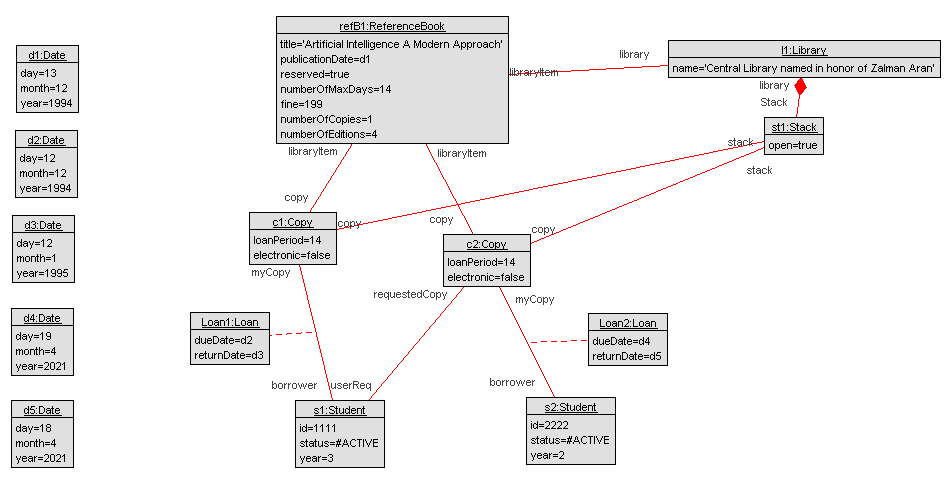 d1:Date
day=13
month=12
year=1994
d2:Date
day=12
month=12
year=1994
d3:Date
day=12
month=1
year=1995
d4:Date
day=19
month=4
year=2021
d5:Date
day=18
month=4
year=2021
refB1:ReferenceBook
title='Artificial Intelligence A Modern Approach'
publicationDate=d1
reserved=true
numberOfMaxDays=14
fine=199
numberOfCopies=1
numberOfEditions=4
libraryItem
library
l1:Library
name='Central Library named in honor of Zalman Aran'
library
Stack
st1:Stack
open=true
stack
stack
libraryItem
libraryItem
copy
copy
copy
copy
c1:Copy
loanPeriod=14
electronic=false
myCopy
c2:Copy
loanPeriod=14
electronic=false
requestedCopy
myCopy
Loan1:Loan
dueDate=d2
returnDate=d3
Loan2:Loan
dueDate=d4
returnDate=d5
borrower
userReq
borrower
s1:Student
id=1111
status=#ACTIVE
year=3
s2:Student
id=2222
status=#ACTIVE
year=2